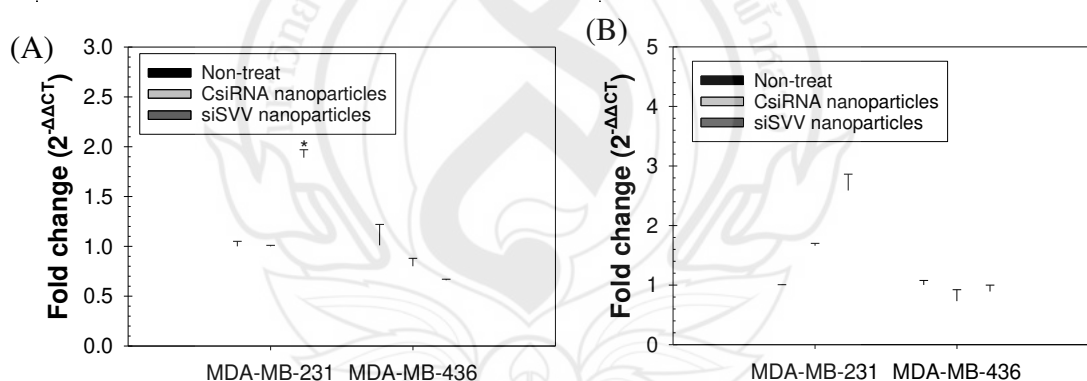 (A)
Fold change (2-ΔΔCT)
3.0
2.5
2.0
1.5
1.0
0.5
0.0
Non-treat
CsiRNA nanoparticles
siSVV nanoparticles
*
MDA-MB-231 MDA-MB-436
(B)
Fold change (2-ΔΔCT)
5
4
3
2
1
0
Non-treat
CsiRNA nanoparticles
siSVV nanoparticles
MDA-MB-231 MDA-MB-436